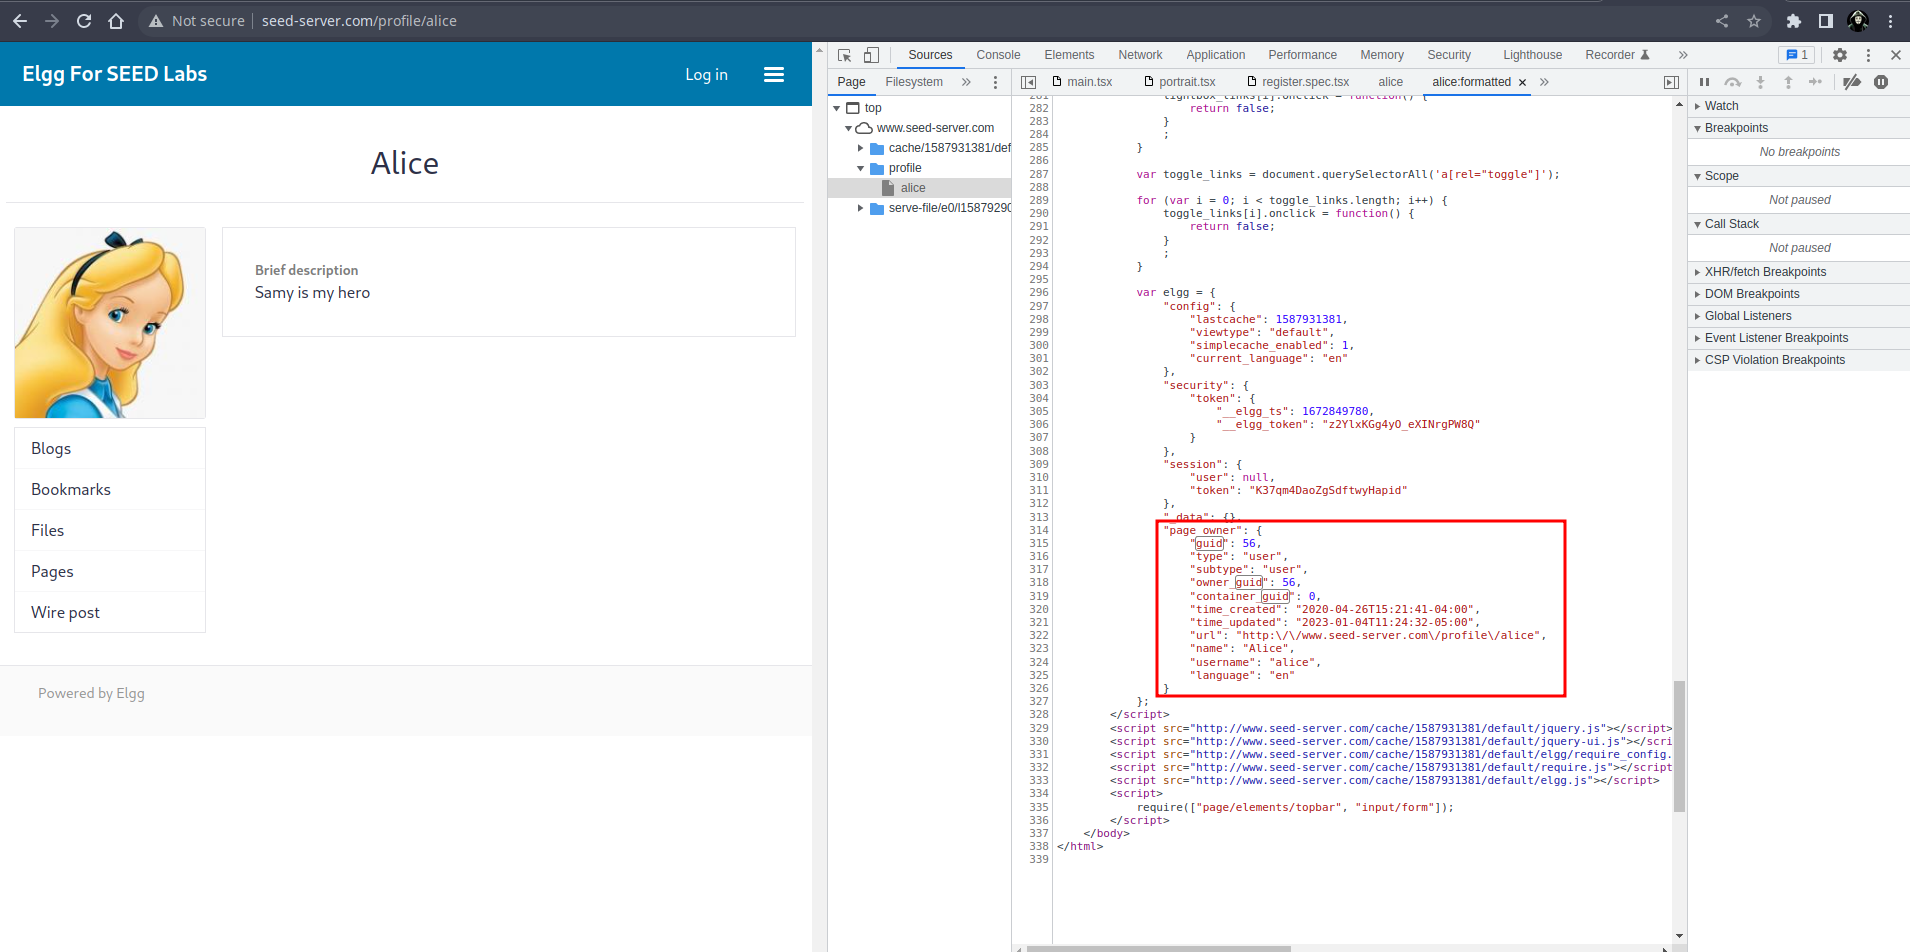 Not secure | seed-server.com/profile/alice
Elgg For SEED Labs
Log in
Alice
Brief description
Samy is my hero
Blogs
Bookmarks
Files
Pages
Wire post
Powered by Elgg
Sources Console Elements Network Application Performance Memory Security Lighthouse Recorder » 1
Page Filesystem »
main.tsx portrait.tsx register.spec.tsx alice alice:formatted × »
top
www.seed-server.com
cache/1587931381/def
profile
alice
serve-file/e0/l1587929
281 lightbox_links[i].onclick = function() {
282 return false;
283 }
284 ;
285 }
286
287 var toggle_links = document.querySelectorAll('a[rel="toggle"]');
288
289 for (var i = 0; i < toggle_links.length; i++) {
290 toggle_links[i].onclick = function() {
291 return false;
292 }
293 ;
294 }
295
296 var elgg = {
297 "config": {
298 "lastcache": 1587931381,
299 "viewtype": "default",
300 "simplecache_enabled": 1,
301 "current_language": "en"
302 },
303 "security": {
304 "token": {
305 "__elgg_ts": 1672849780,
306 "__elgg_token": "z2YlxKGg4yO_eXINrgPW8Q"
307 }
308 },
309 "session": {
310 "user": null,
311 "token": "K37qm4DaoZgSdftwyHapid"
312 },
313 "_data": {},
314 "page_owner": {
315 "guid": 56,
316 "type": "user",
317 "subtype": "user",
318 "owner_guid": 56,
319 "container_guid": 0,
320 "time_created": "2020-04-26T15:21:41-04:00",
321 "time_updated": "2023-01-04T11:24:32-05:00",
322 "url": "http:\/\/www.seed-server.com\/profile\/alice",
323 "name": "Alice",
324 "username": "alice",
325 "language": "en"
326 }
327 };
328 </script>
329 <script src="http://www.seed-server.com/cache/1587931381/default/jquery.js"></script>
330 <script src="http://www.seed-server.com/cache/1587931381/default/jquery-ui.js"></scri
331 <script src="http://www.seed-server.com/cache/1587931381/default/elgg/require_config.
332 <script src="http://www.seed-server.com/cache/1587931381/default/require.js"></script
333 <script src="http://www.seed-server.com/cache/1587931381/default/elgg.js"></script>
334 <script>
335 require(["page/elements/topbar", "input/form"]);
336 </script>
337 </body>
338 </html>
339
Watch
Breakpoints
No breakpoints
Scope
Not paused
Call Stack
Not paused
XHR/fetch Breakpoints
DOM Breakpoints
Global Listeners
Event Listener Breakpoints
CSP Violation Breakpoints